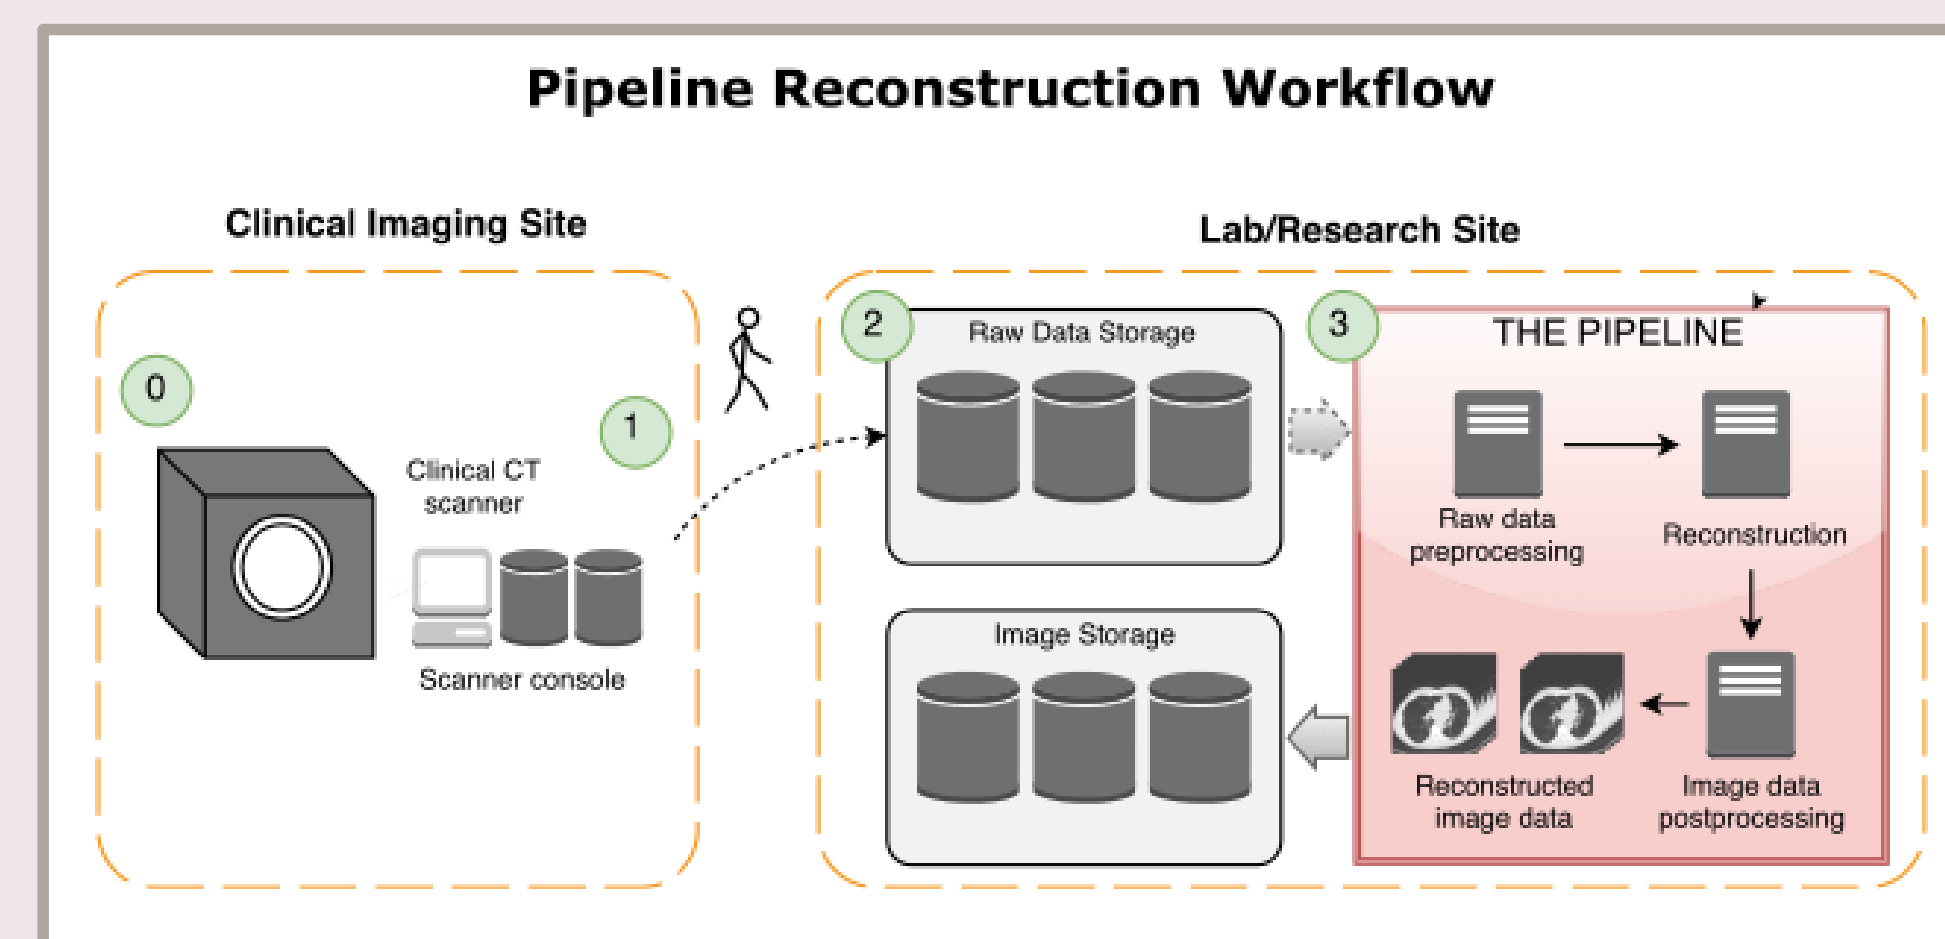 Pipeline Reconstruction Workflow
Clinical Imaging Site
Lab/Research Site
0
1
Clinical CT
scanner
Scanner console
2
Raw Data Storage
Image Storage
3
THE PIPELINE
Raw data
preprocessing
Reconstruction
Reconstructed
image data
Image data
postprocessing